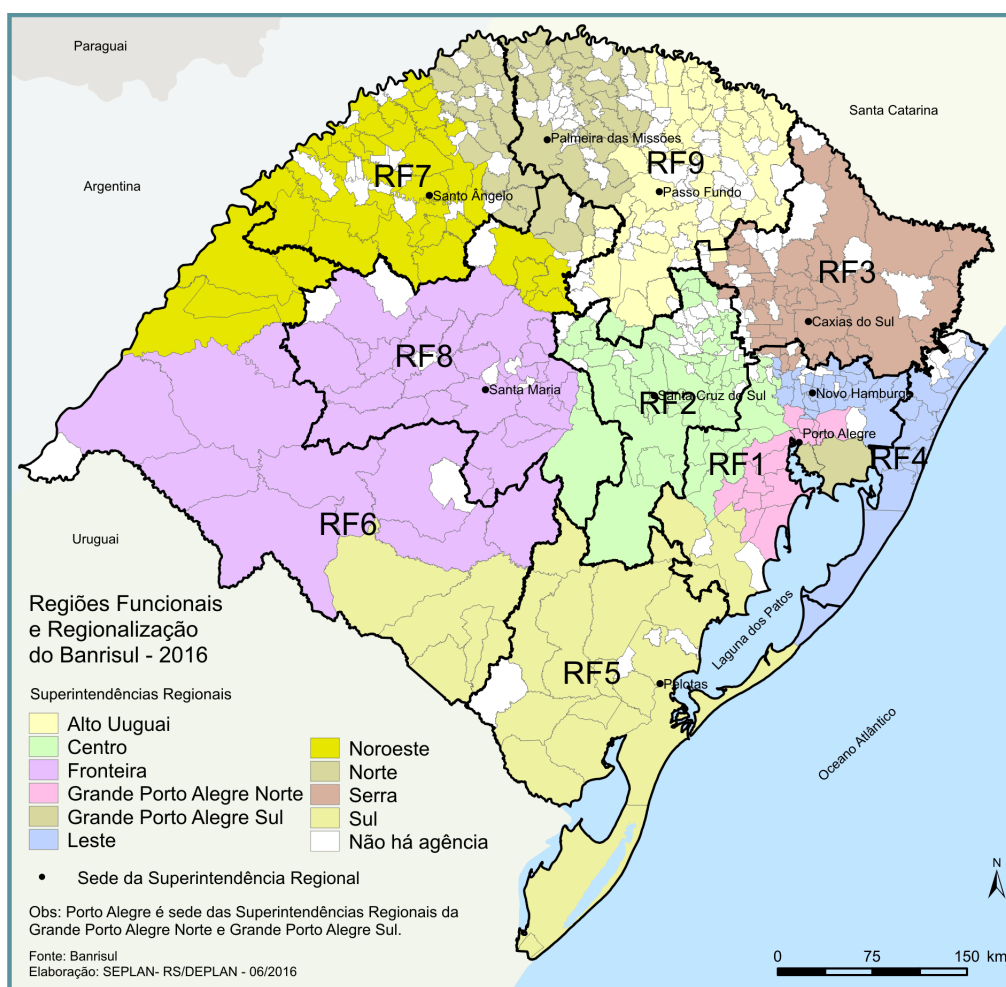 Paraguai
Santa Catarina
Argentina
Palmeira das Missões
RF9
RF7
Santo Ângelo
Passo Fundo
RF3
Caxias do Sul
RF8
Santa Maria
RF2
Santa Cruz do Sul
Novo Hamburgo
Porto Alegre
RF1
RF4
RF6
Uruguai
Laguna dos Patos
RF5
Pelotas
Oceano Atlântico
Regiões Funcionais
e Regionalização
do Banrisul - 2016
Superintendências Regionais
Alto Uuguai
Centro
Fronteira
Grande Porto Alegre Norte
Grande Porto Alegre Sul
Leste
Noroeste
Norte
Serra
Sul
Não há agência
Sede da Superintendência Regional
Obs: Porto Alegre é sede das Superintendências Regionais da
Grande Porto Alegre Norte e Grande Porto Alegre Sul.
Fonte: Banrisul
Elaboração: SEPLAN- RS/DEPLAN - 06/2016
N
0 75 150 km